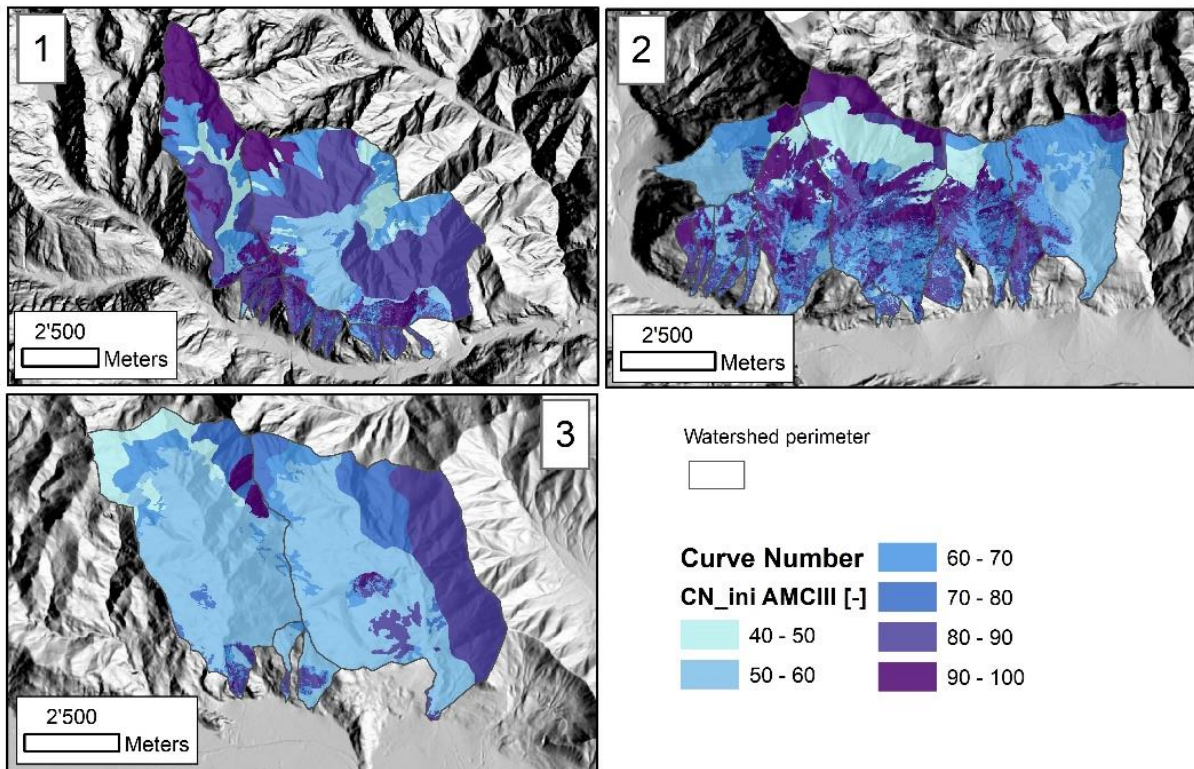 1
2'500
Meters
2
2'500
Meters
3
2'500
Meters
Watershed perimeter
Curve Number
CN_ini AMCIII [-]
40 - 50
50 - 60
60 - 70
70 - 80
80 - 90
90 - 100